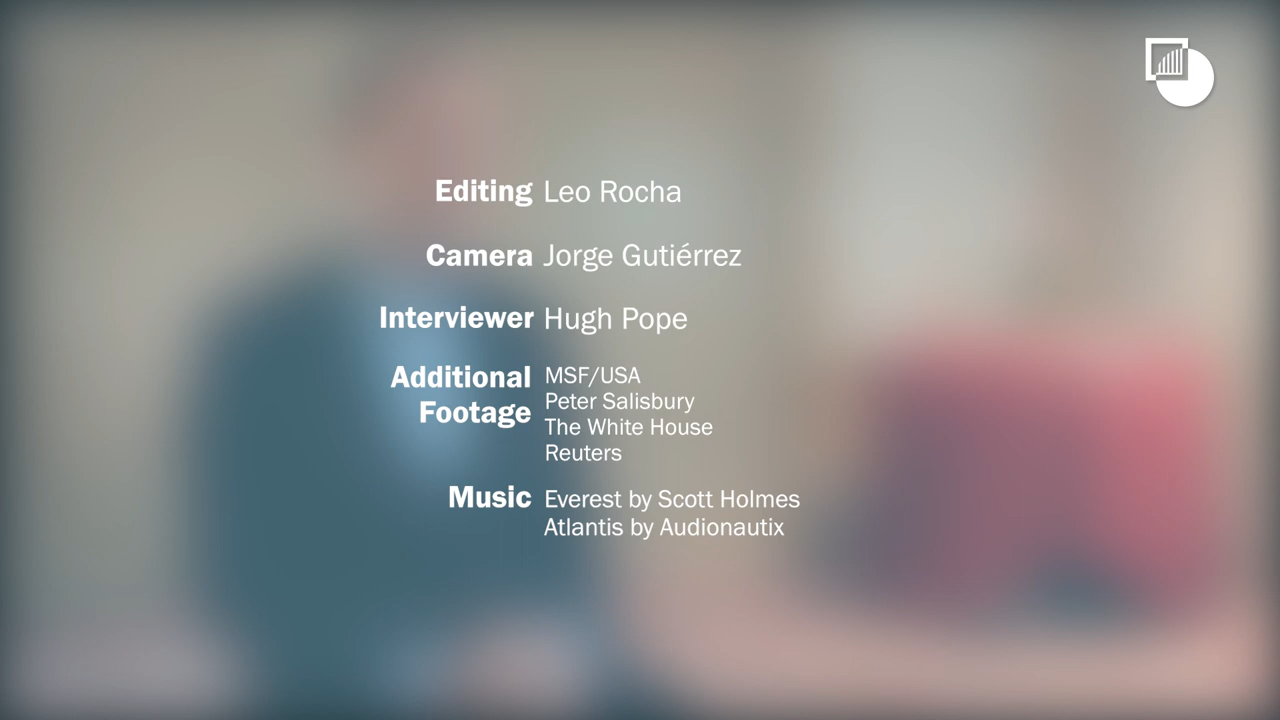 Editing Leo Rocha
Camera Jorge Gutiérrez
Interviewer Hugh Pope
Additional Footage
MSF/USA
Peter Salisbury
The White House
Reuters
Music Everest by Scott Holmes
Atlantis by Audionautix